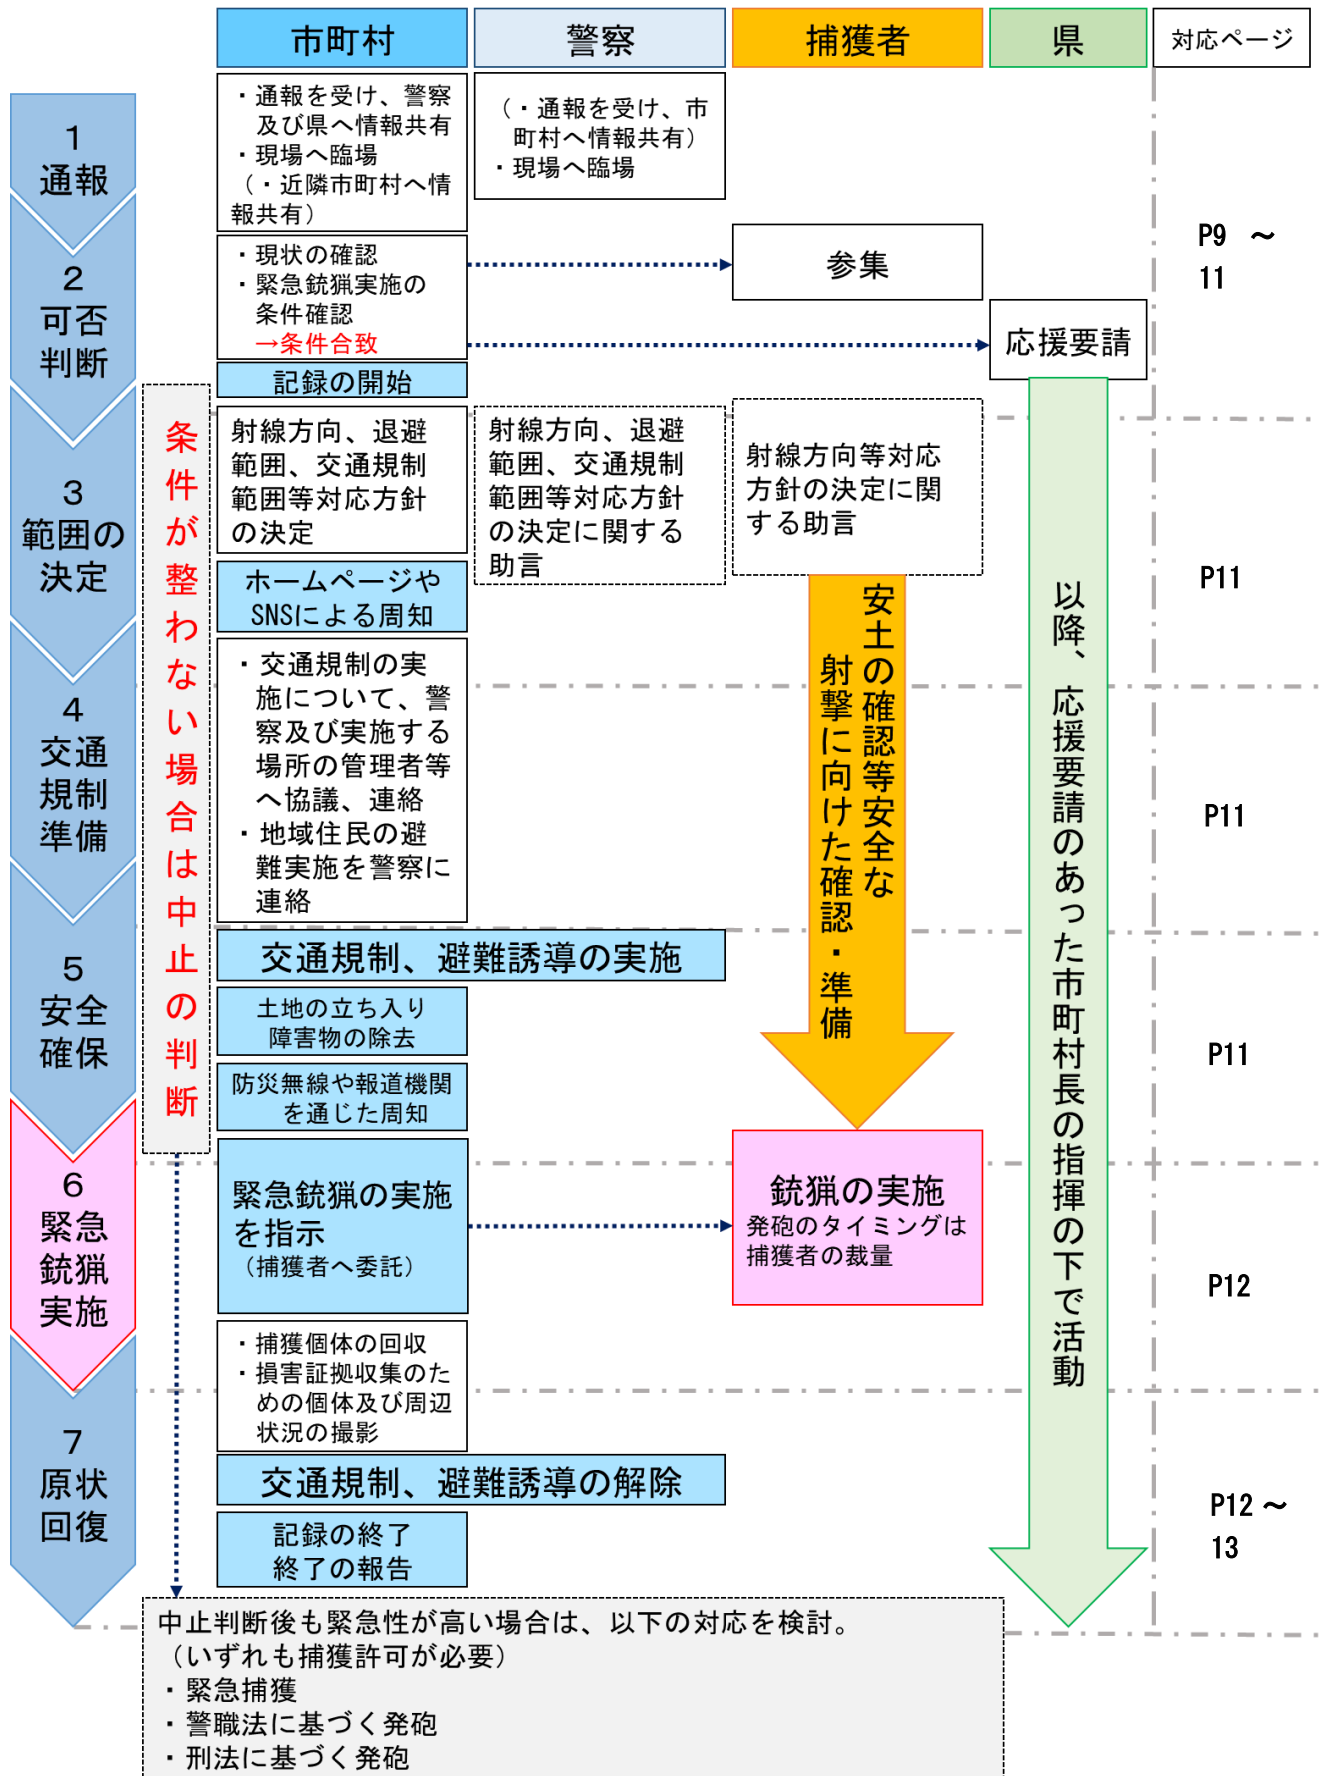 市町村
警察
捕獲者
県
対応ページ
1
通報
・通報を受け、警察
及び県へ情報共有
・現場へ臨場
（・近隣市町村へ情
報共有）
（・通報を受け、市
町村へ情報共有）
・現場へ臨場
P9 ～
11
2
可否
判断
・現状の確認
・緊急銃猟実施の
条件確認
→条件合致
参集
応援要請
記録の開始
条件が整わない場合は中止の判断
3
範囲の
決定
射線方向、退避
範囲、交通規制
範囲等対応方針
の決定
射線方向、退避
範囲、交通規制
範囲等対応方針
の決定に関する
助言
射線方向等対応
方針の決定に関
する助言
ホームページや
SNSによる周知
P11
安土の確認等安全な
射撃に向けた確認・準備
以降、応援要請のあった市町村長の指揮の下で活動
4
交通
規制
準備
・交通規制の実
施について、警
察及び実施する
場所の管理者等
へ協議、連絡
・地域住民の避
難実施を警察に
連絡
P11
5
安全
確保
交通規制、避難誘導の実施
土地の立ち入り
障害物の除去
防災無線や報道機関
を通じた周知
P11
6
緊急
銃猟
実施
緊急銃猟の実施
を指示
（捕獲者へ委託）
銃猟の実施
発砲のタイミングは
捕獲者の裁量
P12
7
原状
回復
・捕獲個体の回収
・損害証拠収集のた
めの個体及び周辺
状況の撮影
交通規制、避難誘導の解除
記録の終了
終了の報告
P12～
13
中止判断後も緊急性が高い場合は、以下の対応を検討。
（いずれも捕獲許可が必要）
・緊急捕獲
・警職法に基づく発砲
・刑法に基づく発砲